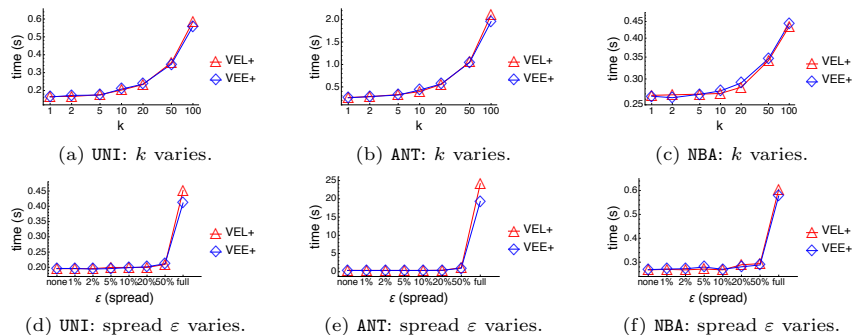 0.6
0.4
0.2
time (s)
1 2 5 10 20 50 100
k
VEL+
VEE+
(a) UNI: k varies.
2.0
1.5
1.0
0.5
time (s)
1 2 5 10 20 50 100
k
VEL+
VEE+
(b) ANT: k varies.
0.45
0.40
0.35
0.30
0.25
time (s)
1 2 5 10 20 50 100
k
VEL+
VEE+
(c) NBA: k varies.
0.45
0.40
0.35
0.30
0.25
0.20
time (s)
none 1% 2% 5% 10% 20% 50% full
ε (spread)
VEL+
VEE+
(d) UNI: spread ε varies.
25
20
15
10
5
0
time (s)
none 1% 2% 5% 10% 20% 50% full
ε (spread)
VEL+
VEE+
(e) ANT: spread ε varies.
0.6
0.5
0.4
0.3
time (s)
none 1% 2% 5% 10% 20% 50% full
ε (spread)
VEL+
VEE+
(f) NBA: spread ε varies.